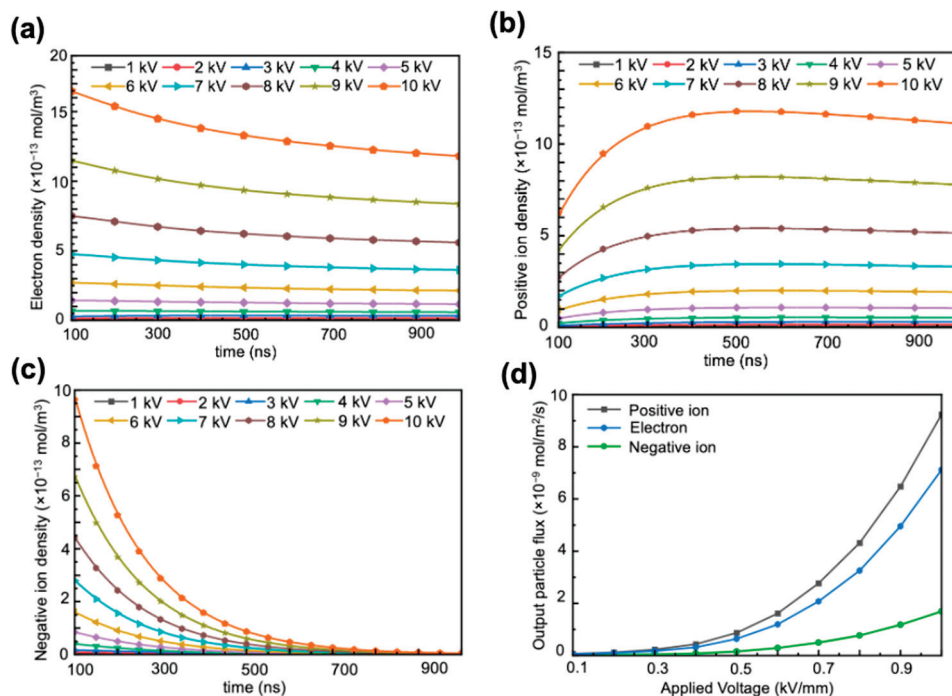 (a)
20
15
10
5
0
Electron density (×10⁻¹³ mol/m³)
1 kV 2 kV 3 kV 4 kV 5 kV
6 kV 7 kV 8 kV 9 kV 10 kV
100 300 500 700 900
time (ns)
(b)
15
10
5
0
Positive ion density (×10⁻¹³ mol/m³)
1 kV 2 kV 3 kV 4 kV 5 kV
6 kV 7 kV 8 kV 9 kV 10 kV
100 300 500 700 900
time (ns)
(c)
10
8
6
4
2
0
Negative ion density (×10⁻¹³ mol/m³)
1 kV 2 kV 3 kV 4 kV 5 kV
6 kV 7 kV 8 kV 9 kV 10 kV
100 300 500 700 900
time (ns)
(d)
10
8
6
4
2
0
Output particle flux (×10⁻⁹ mol/m²/s)
Positive ion
Electron
Negative ion
0.1 0.3 0.5 0.7 0.9
Applied Voltage (kV/mm)